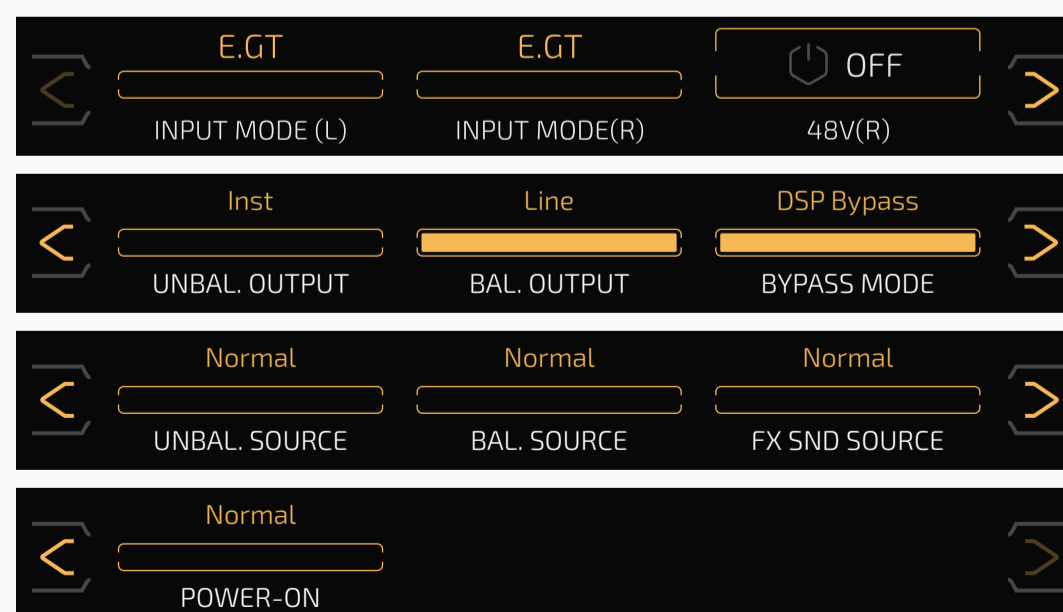 E.GT E.GT OFF
INPUT MODE (L) INPUT MODE(R) 48V(R)
Inst Line DSP Bypass
UNBAL. OUTPUT BAL. OUTPUT BYPASS MODE
Normal Normal Normal
UNBAL. SOURCE BAL. SOURCE FX SND SOURCE
Normal
POWER-ON